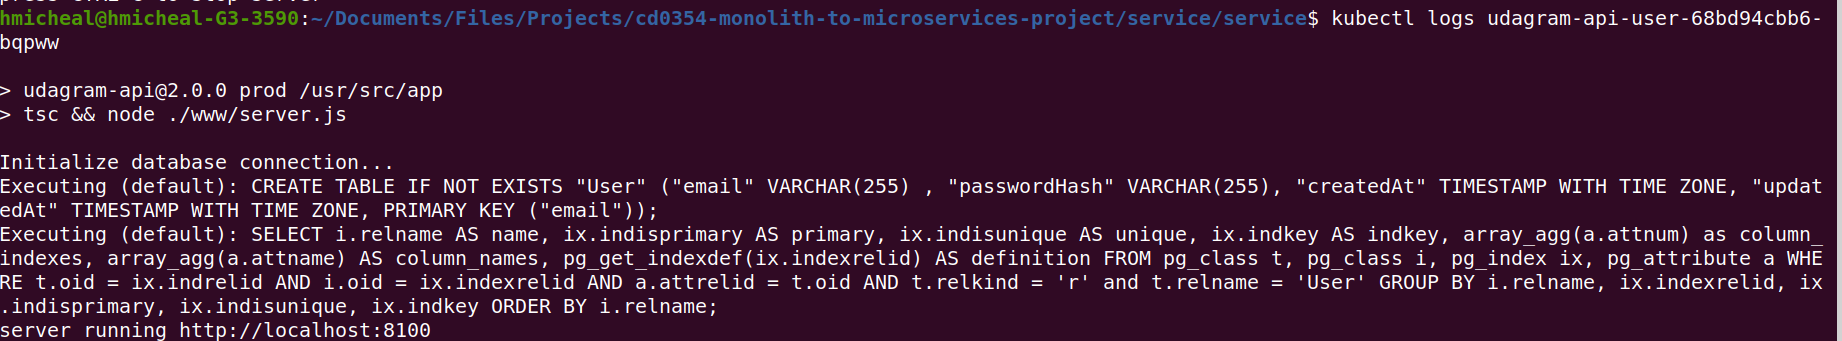 hmicheal@hmicheal-G3-3590:~/Documents/Files/Projects/cd0354-monolith-to-microservices-project/service/service$ kubectl logs udagram-api-user-68bd94cbb6-
bqpww
> udagram-api@2.0.0 prod /usr/src/app
> tsc && node ./www/server.js
Initialize database connection...
Executing (default): CREATE TABLE IF NOT EXISTS "User" ("email" VARCHAR(255) , "passwordHash" VARCHAR(255), "createdAt" TIMESTAMP WITH TIME ZONE, "updat
edAt" TIMESTAMP WITH TIME ZONE, PRIMARY KEY ("email"));
Executing (default): SELECT i.relname AS name, ix.indisprimary AS primary, ix.indisunique AS unique, ix.indkey AS indkey, array_agg(a.attnum) as column_
indexes, array_agg(a.attname) AS column_names, pg_get_indexdef(ix.indexrelid) AS definition FROM pg_class t, pg_class i, pg_index ix, pg_attribute a WHE
RE t.oid = ix.indrelid AND i.oid = ix.indexrelid AND a.attrelid = t.oid AND t.relkind = 'r' and t.relname = 'User' GROUP BY i.relname, ix.indexrelid, ix
.indisprimary, ix.indisunique, ix.indkey ORDER BY i.relname;
server running http://localhost:8100